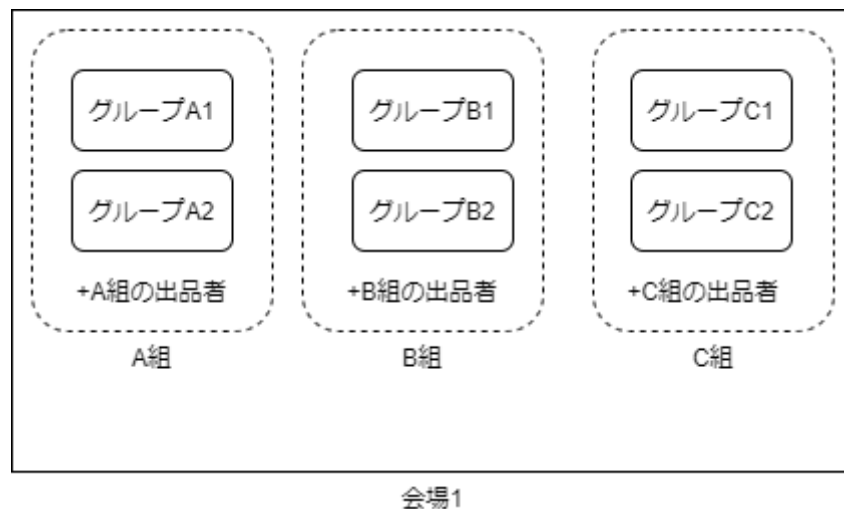 グループA1
グループA2
+A組の出品者
A組
グループB1
グループB2
+B組の出品者
B組
グループC1
グループC2
+C組の出品者
C組
会場1